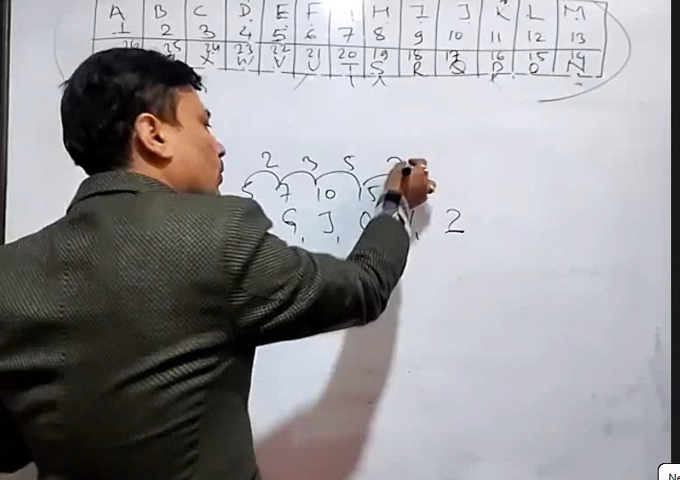 A B C D E F H I J K L M
1 2 3 4 5 6 7 8 9 10 11 12 13
26 25 24 23 22 21 20 19 18 17 16 15 14
X W V U T S R Q P O N
2 3 5
5 7 10 15
G, J, 2
Ne